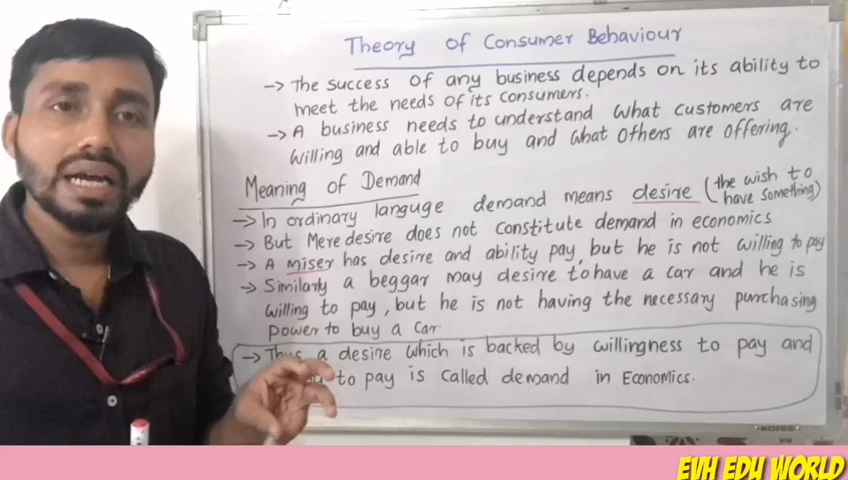 Theory of Consumer Behaviour
-> The success of any business depends on its ability to
meet the needs of its consumers.
-> A business needs to understand what customers are
willing and able to buy and what others are offering.
Meaning of Demand
-> In ordinary languge demand means desire (the wish to
have something)
-> But Mere desire does not constitute demand in economics
-> A miser has desire and ability pay, but he is not willing to pay
-> Similarly a beggar may desire to have a car and he is
willing to pay, but he is not having the necessary purchasing
power to buy a car.
-> Thus a desire which is backed by willingness to pay and
to pay is called demand in Economics.
EVH EDU WORLD